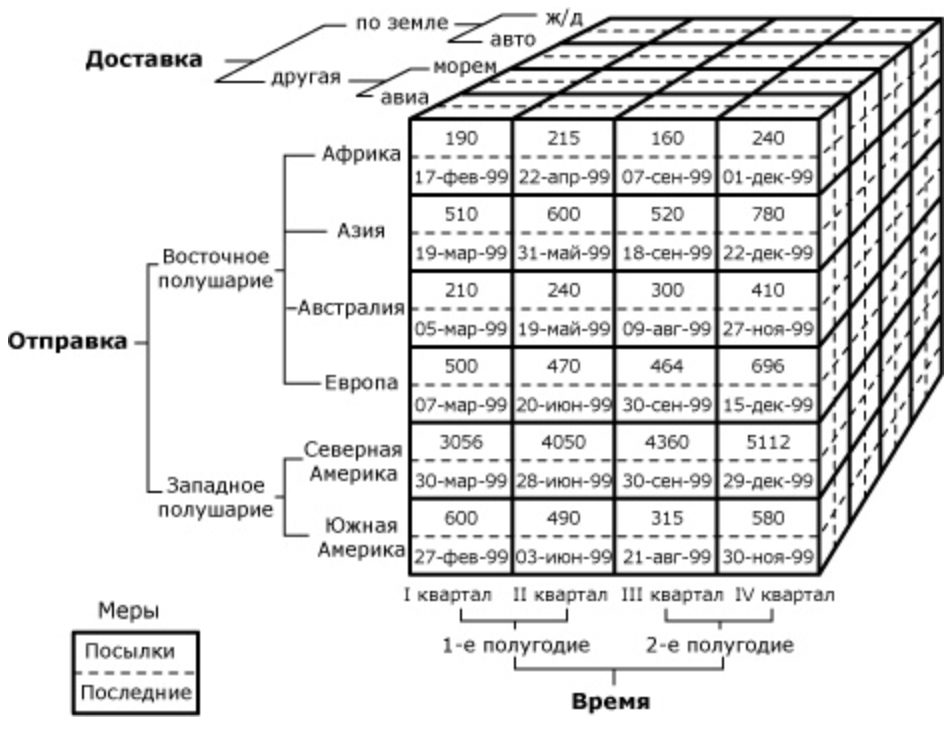 Доставка
по земле
ж/д
авто
другая
морем
авиа
Отправка
Восточное
полушарие
Африка
190 215 160 240
17-фев-99 22-апр-99 07-сен-99 01-дек-99
Азия
510 600 520 780
19-мар-99 31-май-99 18-сен-99 22-дек-99
Австралия
210 240 300 410
05-мар-99 19-май-99 09-авг-99 27-ноя-99
Европа
500 470 464 696
07-мар-99 20-июн-99 30-сен-99 15-дек-99
Западное
полушарие
Северная
Америка
3056 4050 4360 5112
30-мар-99 28-июн-99 30-сен-99 29-дек-99
Южная
Америка
600 490 315 580
27-фев-99 03-июн-99 21-авг-99 30-ноя-99
I квартал II квартал III квартал IV квартал
1-е полугодие 2-е полугодие
Время
Меры
Посылки
Последние